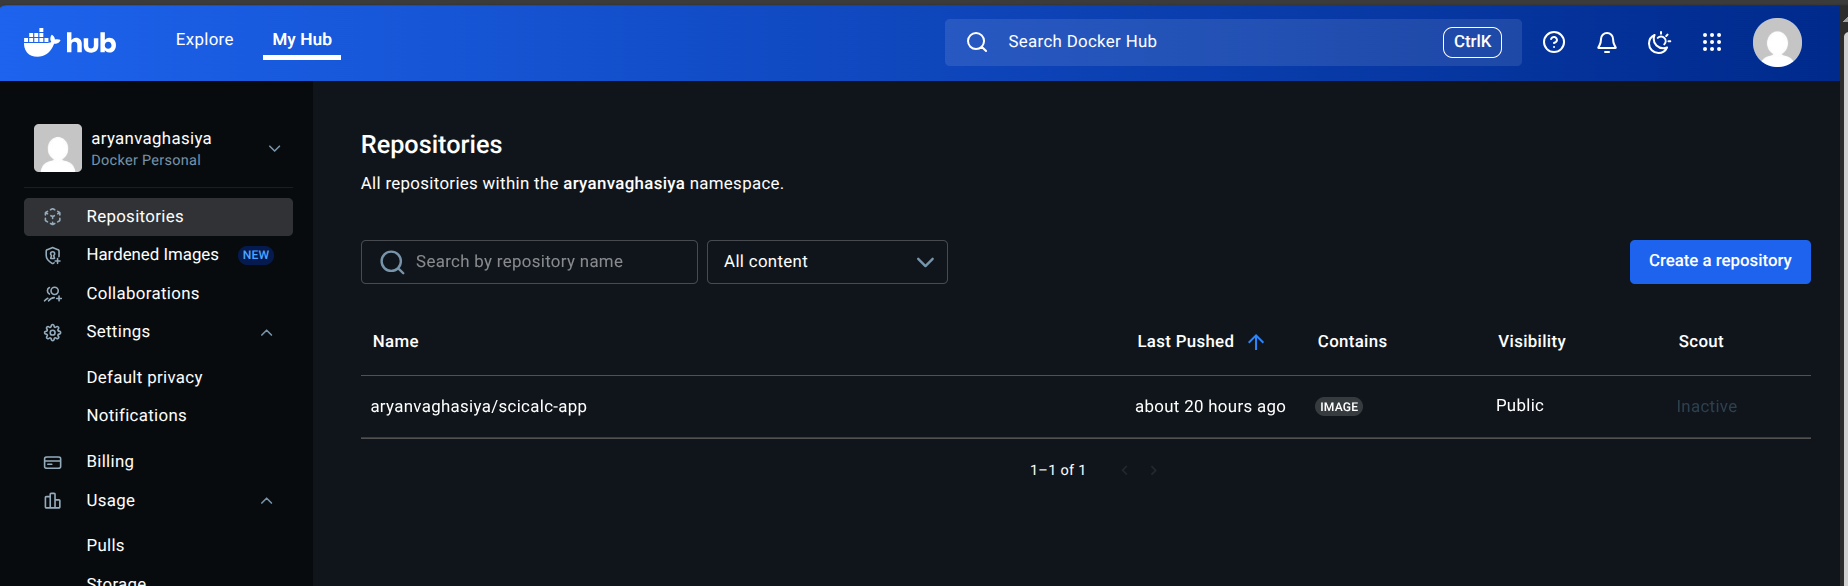 hub
Explore
My Hub
Search Docker Hub
CtrlK
aryanvaghasiya
Docker Personal
Repositories
Hardened Images NEW
Collaborations
Settings
Default privacy
Notifications
Billing
Usage
Pulls
Storage
Repositories
All repositories within the aryanvaghasiya namespace.
Search by repository name
All content
Create a repository
Name Last Pushed Contains Visibility Scout
aryanvaghasiya/scicalc-app about 20 hours ago IMAGE Public Inactive
1–1 of 1